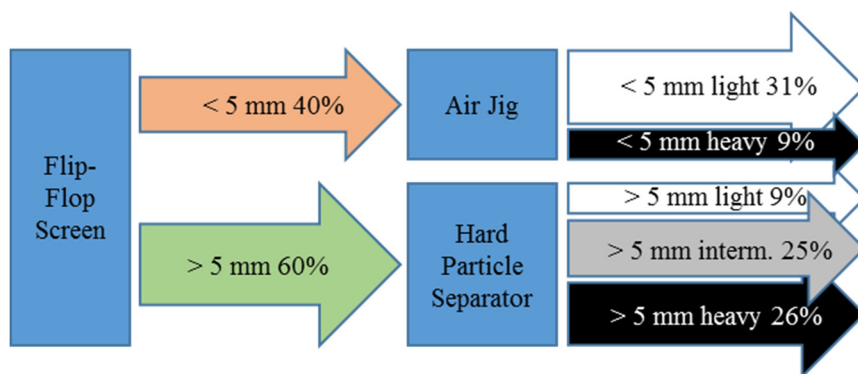 Flip-
Flop
Screen
< 5 mm 40%
> 5 mm 60%
Air Jig
Hard
Particle
Separator
< 5 mm light 31%
< 5 mm heavy 9%
> 5 mm light 9%
> 5 mm interm. 25%
> 5 mm heavy 26%